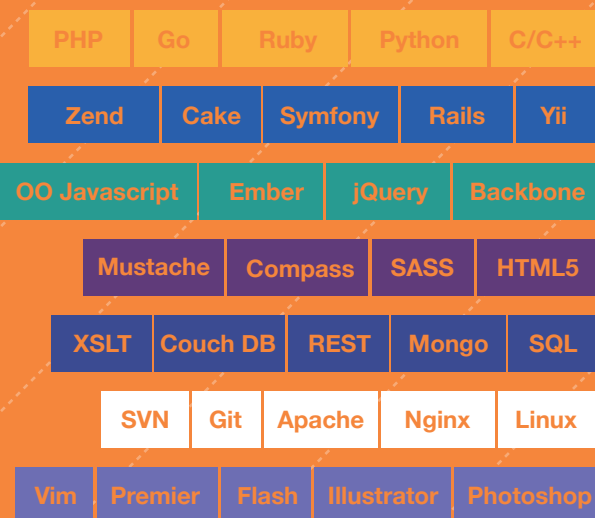 PHP Go Ruby Python C/C++
Zend Cake Symfony Rails Yii
OO Javascript Ember jQuery Backbone
Mustache Compass SASS HTML5
XSLT Couch DB REST Mongo SQL
SVN Git Apache Nginx Linux
Vim Premier Flash Illustrator Photoshop